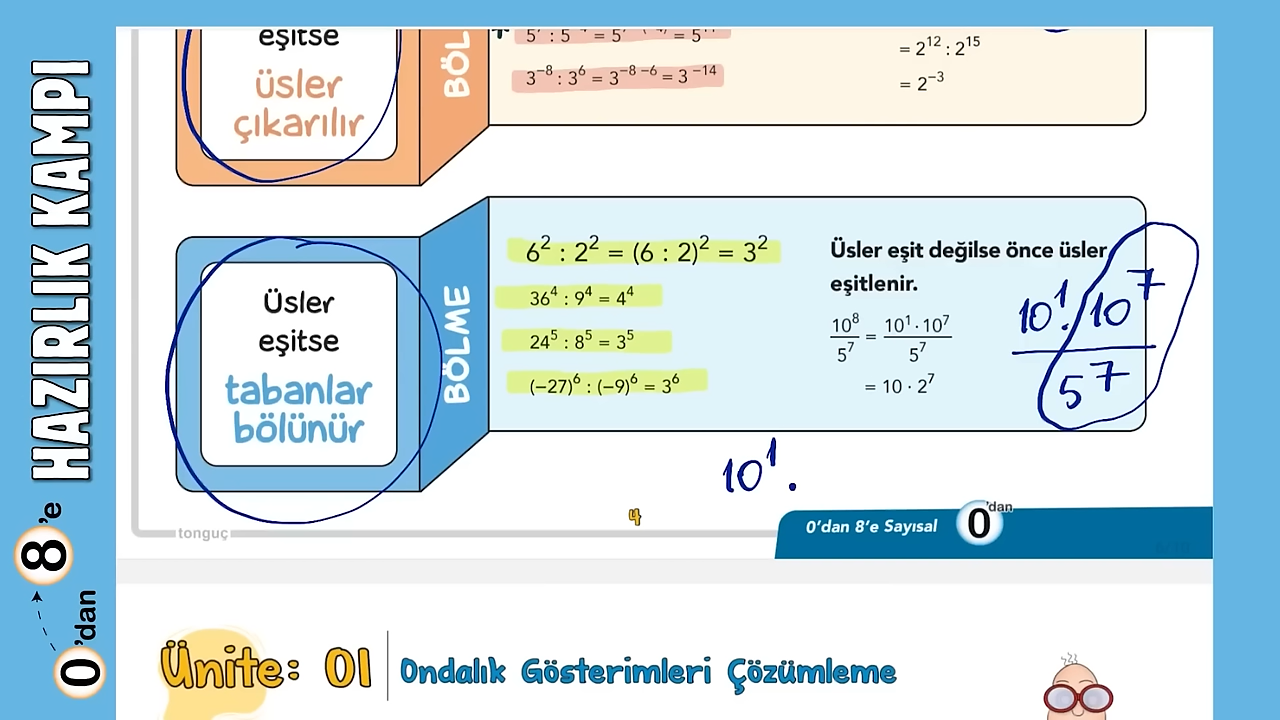 HAZIRLIK KAMPI
0'dan 8'e
eşitse
üsler
çıkarılır
BÖL
3⁻⁸ : 3⁶ = 3⁻⁸ ⁻⁶ = 3⁻¹⁴
= 2¹² : 2¹⁵
= 2⁻³
Üsler
eşitse
tabanlar
bölünür
BÖLME
6² : 2² = (6 : 2)² = 3²
36⁴ : 9⁴ = 4⁴
24⁵ : 8⁵ = 3⁵
(−27)⁶ : (−9)⁶ = 3⁶
Üsler eşit değilse önce üsler
eşitlenir.
10⁸/5⁷ = 10¹ · 10⁷/5⁷
= 10 · 2⁷
10¹ . 10⁷
5⁷
10¹ .
tonguç
4
0'dan 8'e Sayısal
0'dan
Ünite: 01
Ondalık Gösterimleri Çözümleme